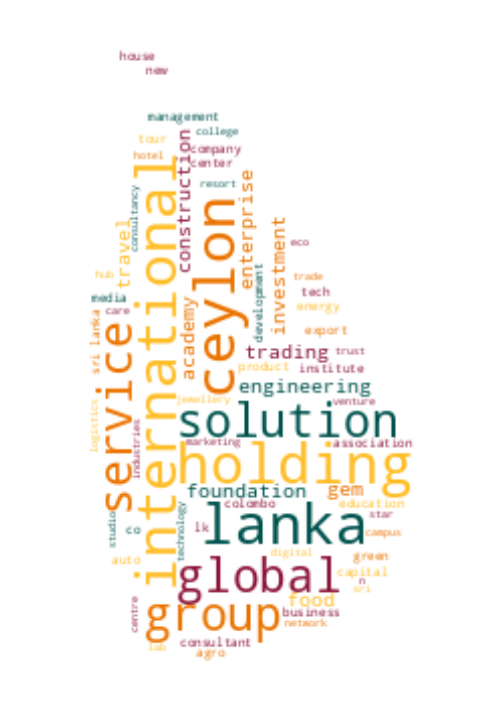 house
new
management
college
tour
company
hotel
center
construction
resort
consultancy
international
ceylon
enterprise
travel
investment
eco
hub
trade
development
media
tech
care
energy
academy
export
sri lanka
service
trading
trust
product
institute
engineering
jewellery
venture
solution
logistics
marketing
association
industries
holding
foundation
gem
colombo
education
studio
co
technology
lk
lanka
star
campus
digital
green
auto
global
capital
n
sri
food
centre
group
business
network
lab
consultant
agro